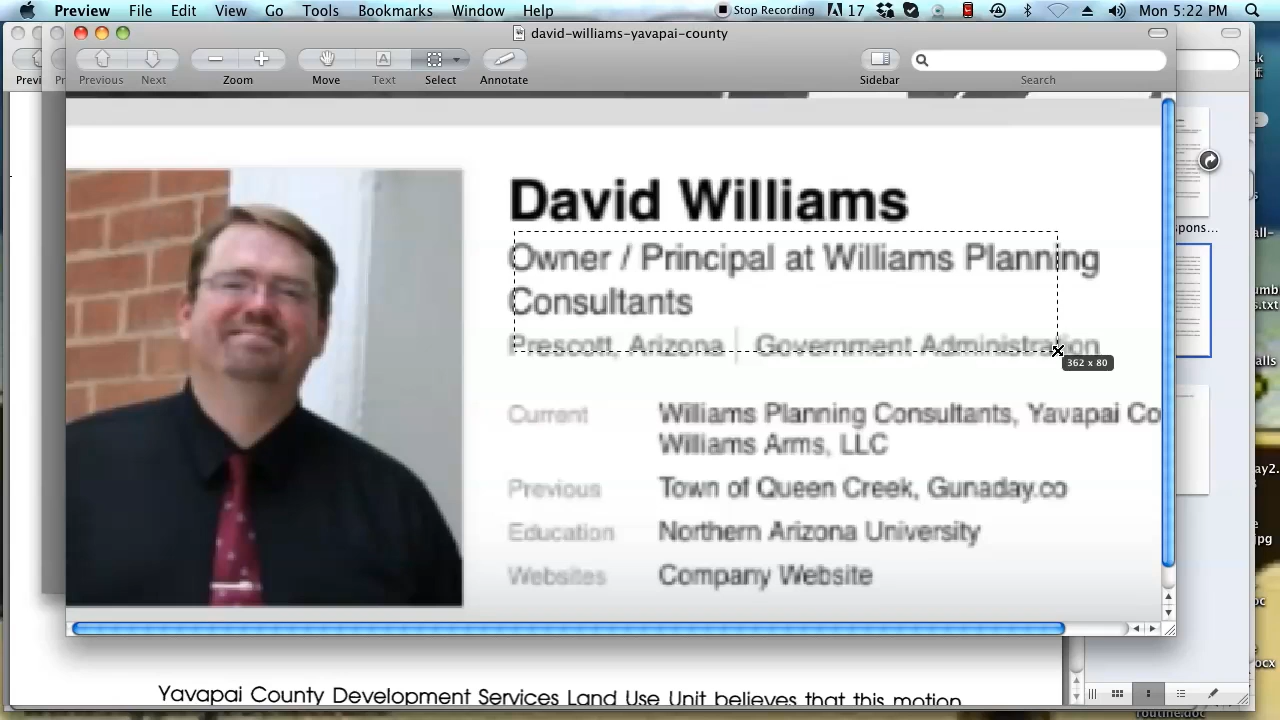 Preview File Edit View Go Tools Bookmarks Window Help Stop Recording 17 Mon 5:22 PM
david-williams-yavapai-county
Previous Next Zoom Move Text Select Annotate Sidebar Search
David Williams
Owner / Principal at Williams Planning
Consultants
Prescott, Arizona Government Administration
362 x 80
Current Williams Planning Consultants, Yavapai Co
Williams Arms, LLC
Previous Town of Queen Creek, Gunaday.co
Education Northern Arizona University
Websites Company Website
Yavapai County Development Services Land Use Unit believes that this motion
routine.doc